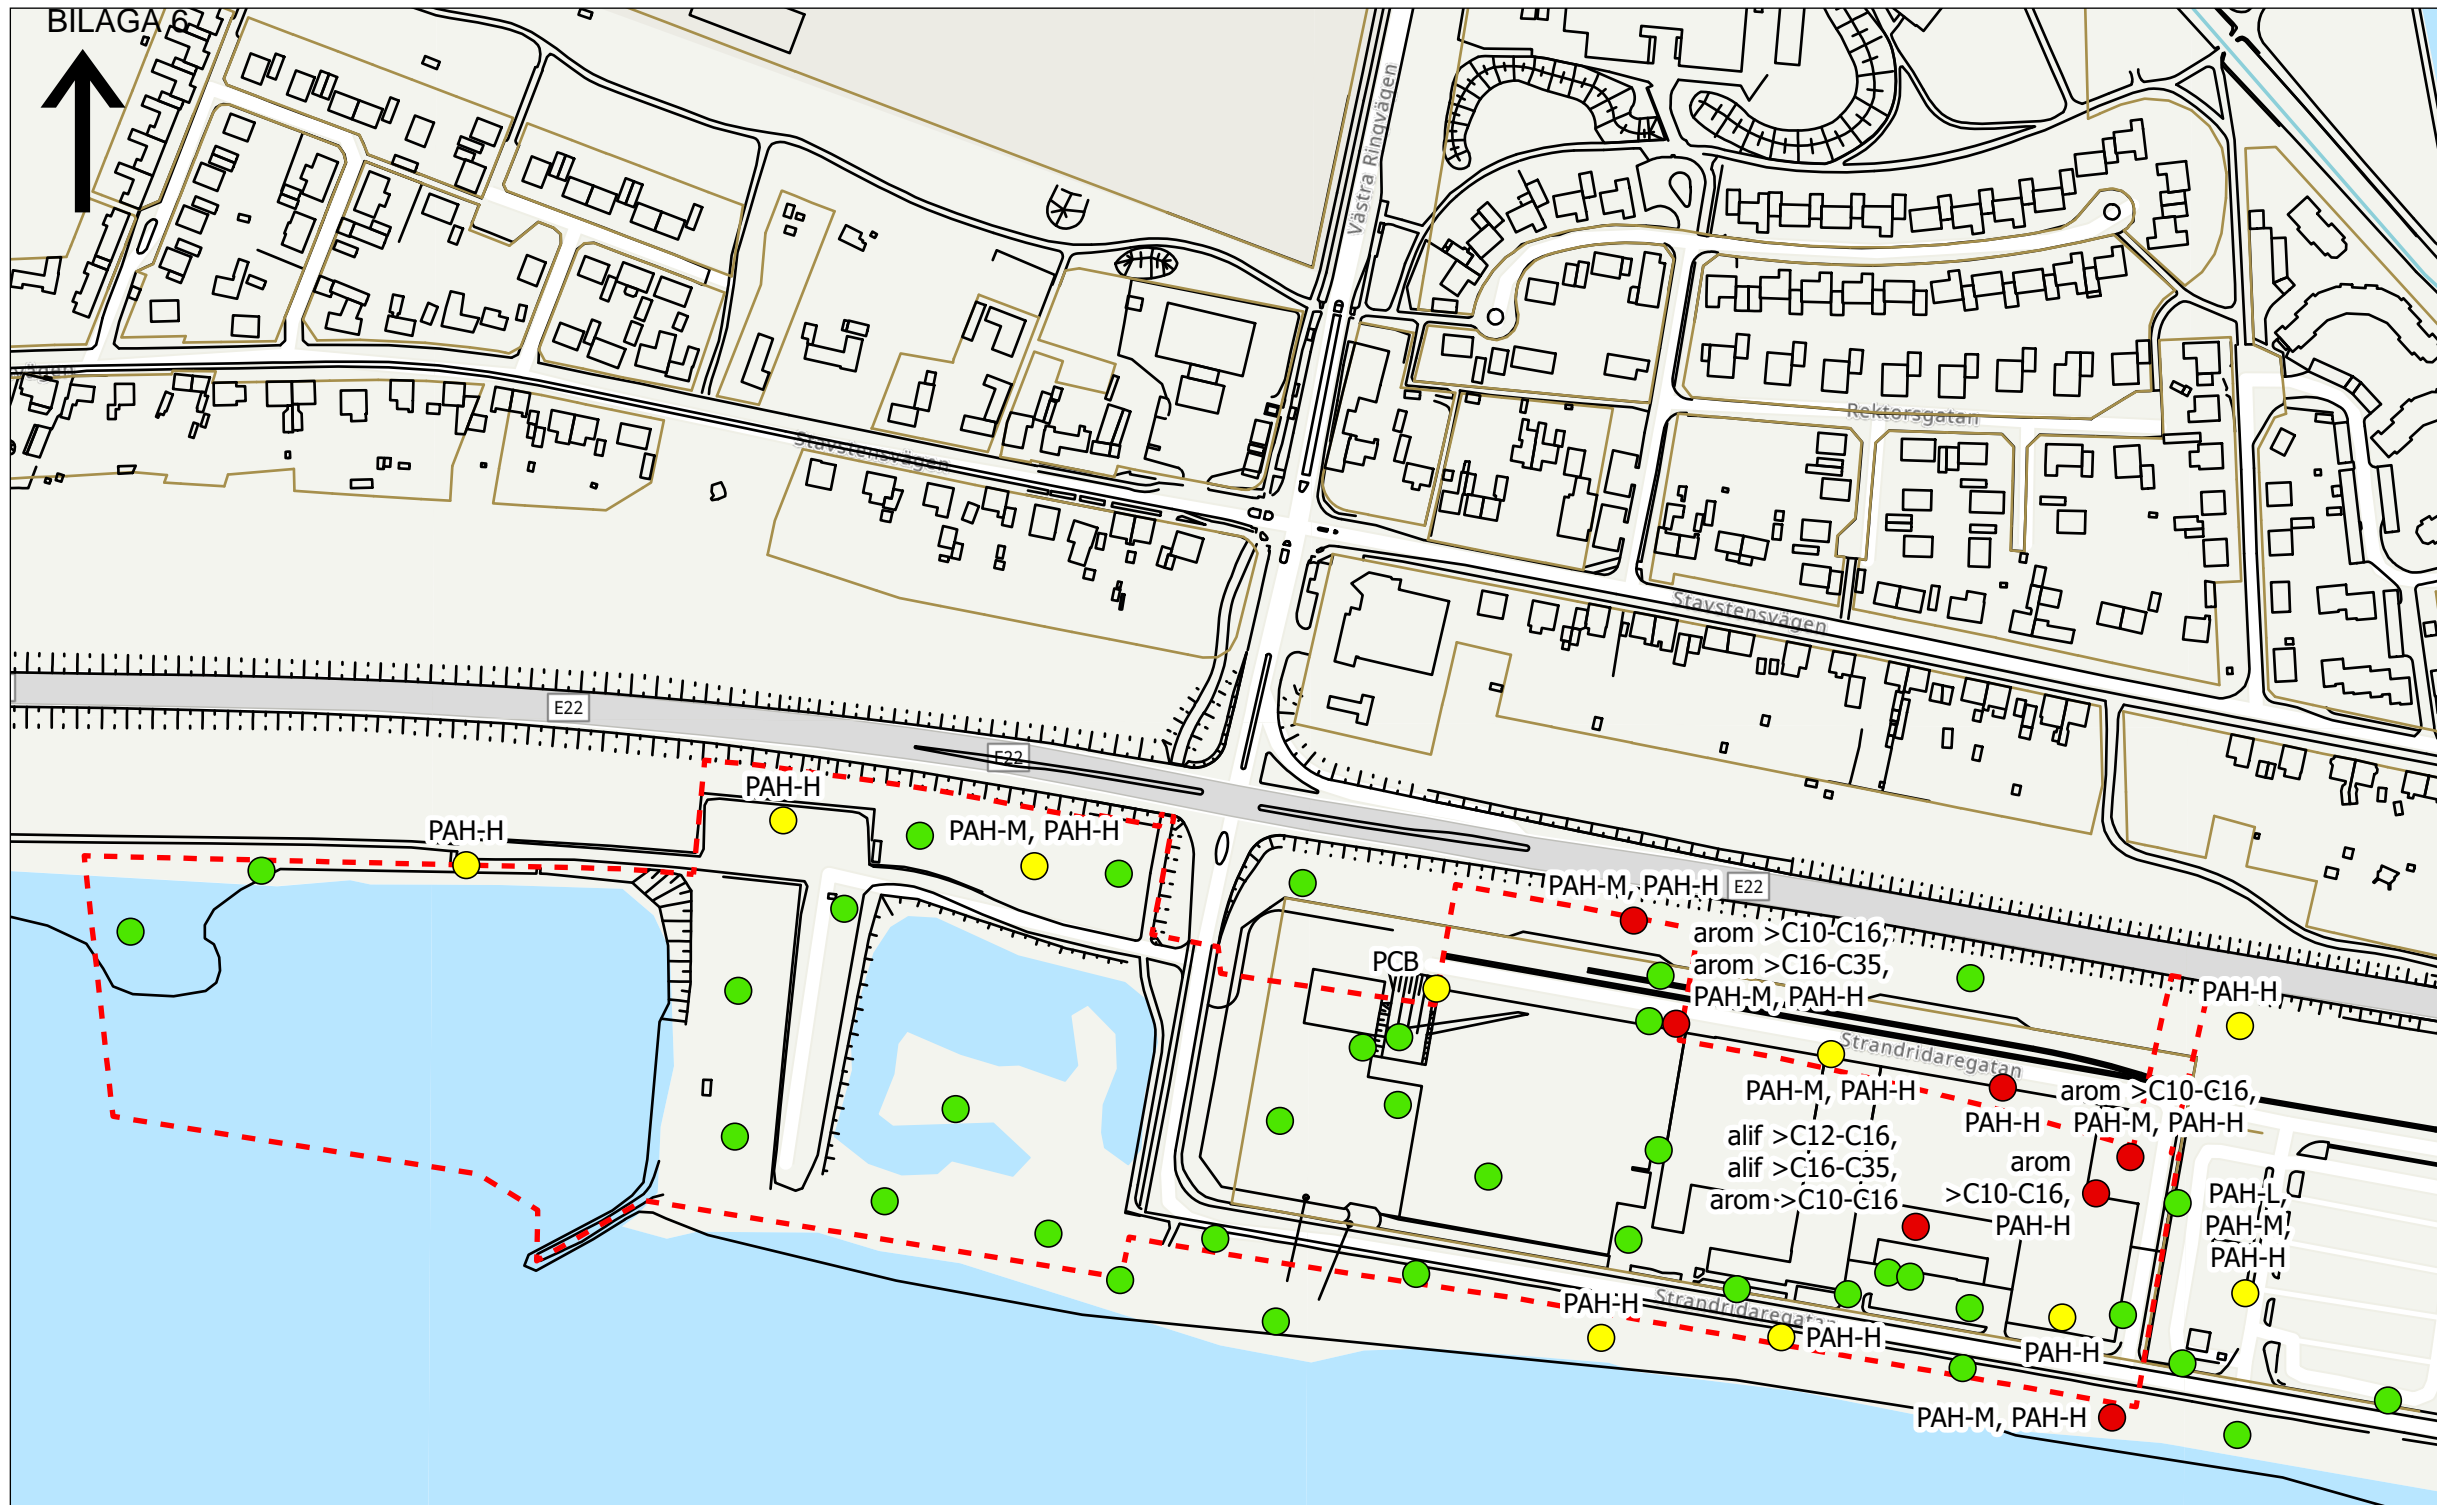 BILAGA 6
Västra Ringvägen
vägen
Rektorsgatan
Stavstensvägen
Stavstensvägen
E22
E22
PAH-H
PAH-H
PAH-M, PAH-H
PAH-M, PAH-H
E22
arom >C10-C16,
arom >C16-C35,
PAH-M, PAH-H
PCB
PAH-H
Strandridaregatan
PAH-M, PAH-H
arom >C10-C16,
PAH-M, PAH-H
PAH-H
alif >C12-C16,
alif >C16-C35,
arom >C10-C16
arom
>C10-C16,
PAH-H
PAH-L,
PAH-M,
PAH-H
PAH-H
Strandridaregatan
PAH-H
PAH-H
PAH-M, PAH-H